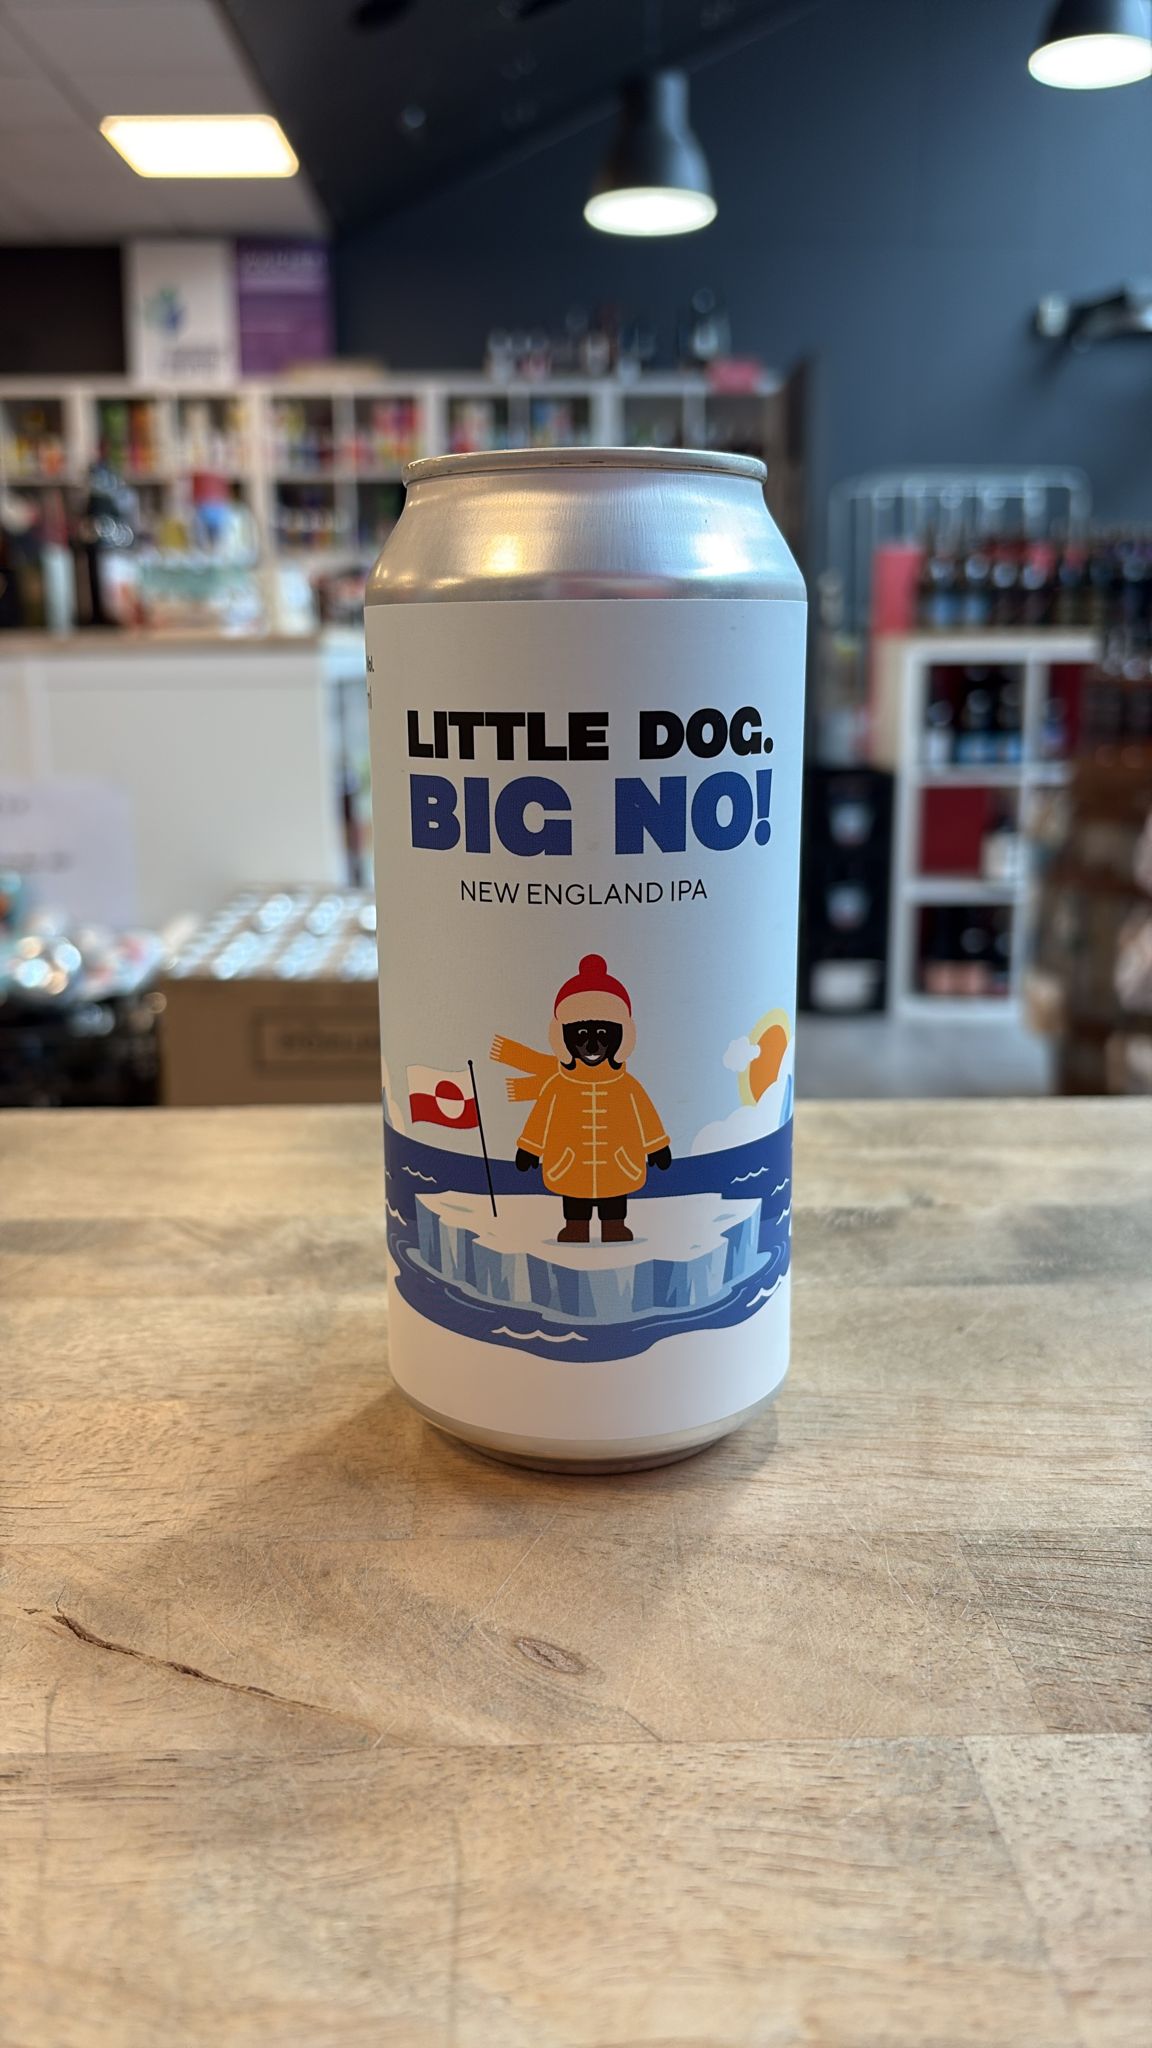 LITTLE DOG.
BIG NO!
NEW ENGLAND IPA